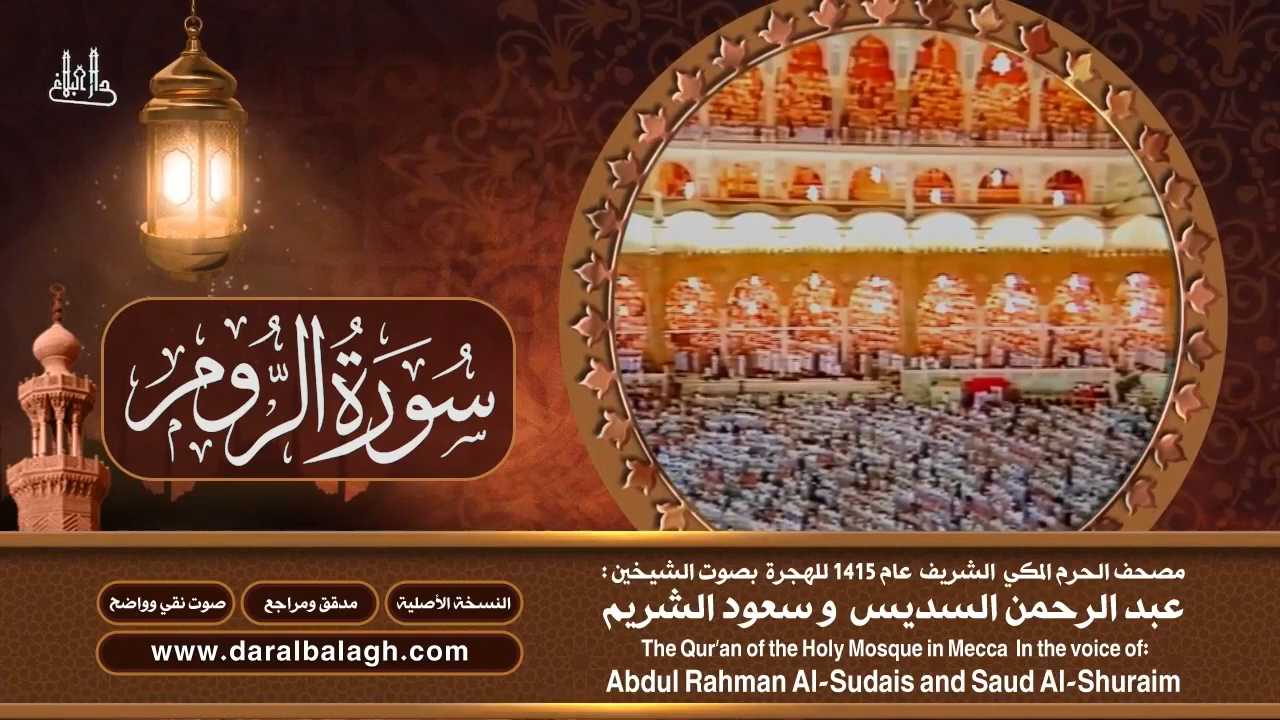 دار البلاغ
سُورَةُ الرُّومِ
مصحف الحرم المكي الشريف عام 1415 للهجرة بصوت الشيخين :
عبد الرحمن السديس و سعود الشريم
The Qur'an of the Holy Mosque in Mecca In the voice of:
Abdul Rahman Al-Sudais and Saud Al-Shuraim
النسخة الأصلية مدقق ومراجع صوت نقي وواضح
www.daralbalagh.com